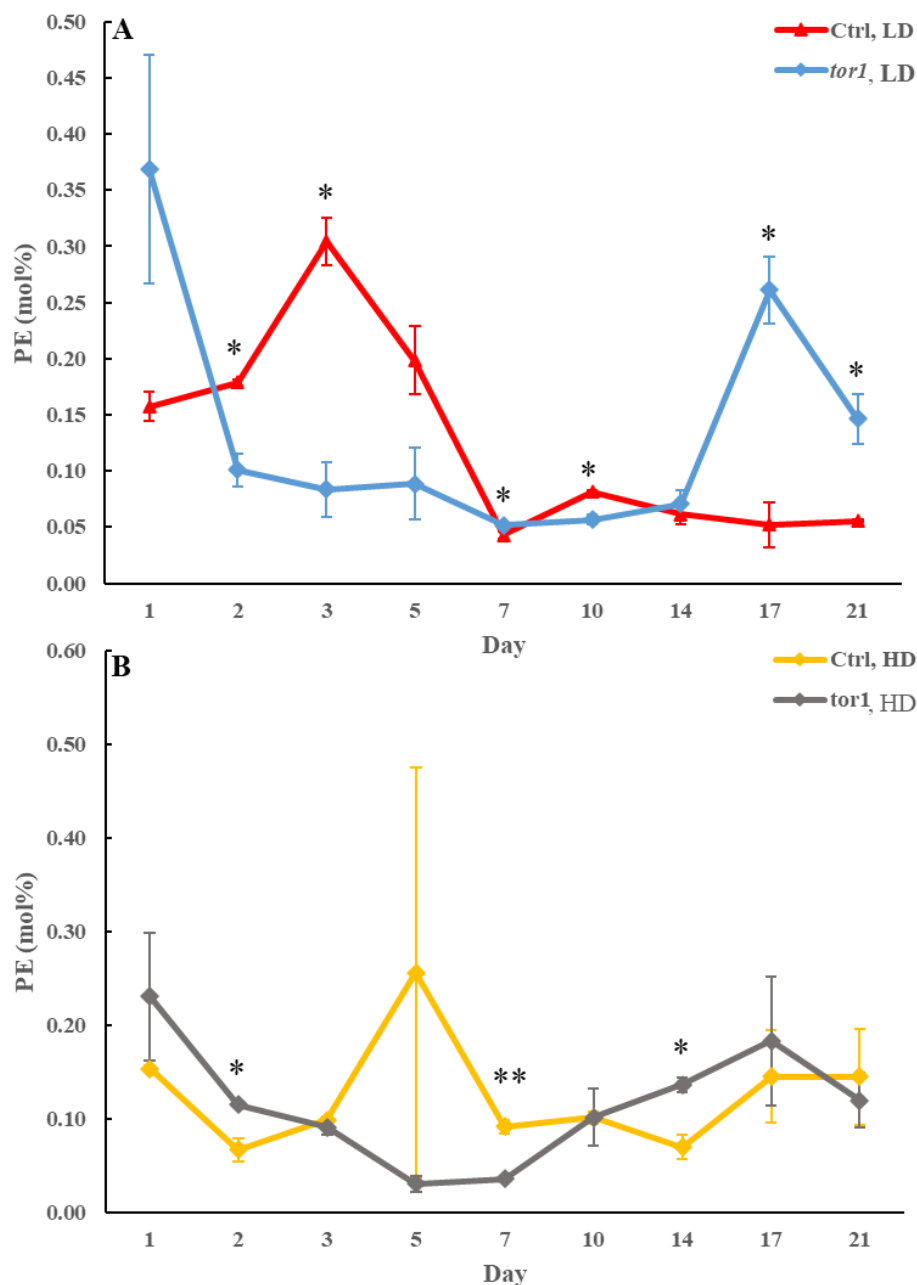 A
Ctrl, LD
tor1, LD
0.50
0.45
0.40
0.35
0.30
0.25
0.20
0.15
0.10
0.05
0.00
PE (mol%)
* * * * * *
1 2 3 5 7 10 14 17 21
Day
B
Ctrl, HD
tor1, HD
0.60
0.50
0.40
0.30
0.20
0.10
0.00
PE (mol%)
* ** *
1 2 3 5 7 10 14 17 21
Day